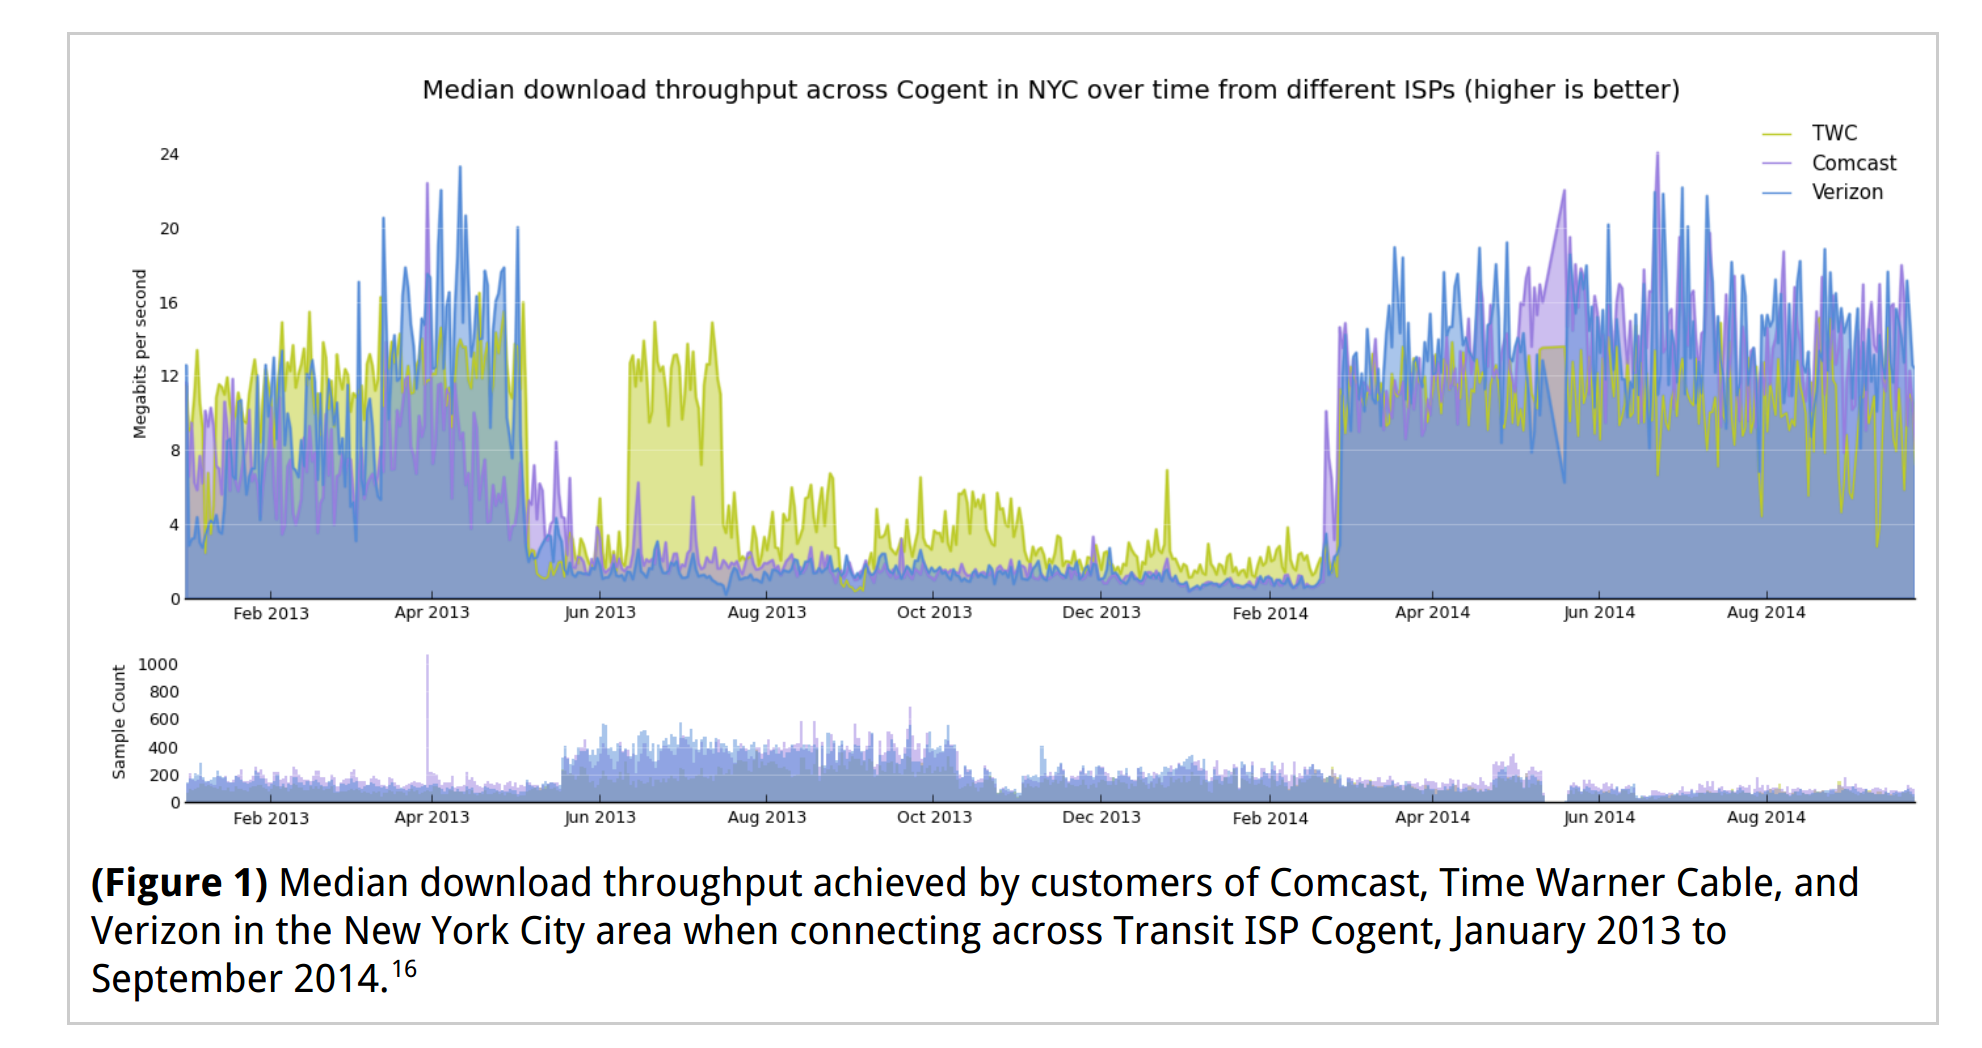 Median download throughput across Cogent in NYC over time from different ISPs (higher is better)
TWC
Comcast
Verizon
Megabits per second
24
20
16
12
8
4
0
Feb 2013
Apr 2013
Jun 2013
Aug 2013
Oct 2013
Dec 2013
Feb 2014
Apr 2014
Jun 2014
Aug 2014
Sample Count
1000
800
600
400
200
0
Feb 2013
Apr 2013
Jun 2013
Aug 2013
Oct 2013
Dec 2013
Feb 2014
Apr 2014
Jun 2014
Aug 2014
(Figure 1) Median download throughput achieved by customers of Comcast, Time Warner Cable, and
Verizon in the New York City area when connecting across Transit ISP Cogent, January 2013 to
September 2014.16